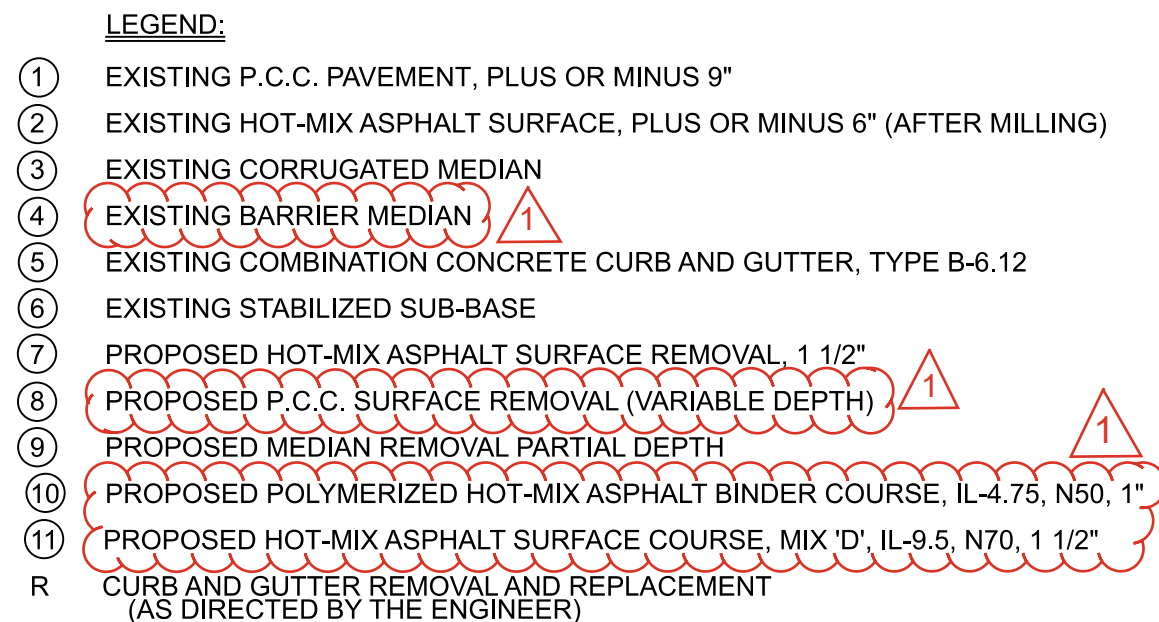 LEGEND:
1 EXISTING P.C.C. PAVEMENT, PLUS OR MINUS 9"
2 EXISTING HOT-MIX ASPHALT SURFACE, PLUS OR MINUS 6" (AFTER MILLING)
3 EXISTING CORRUGATED MEDIAN
4 EXISTING BARRIER MEDIAN 1
5 EXISTING COMBINATION CONCRETE CURB AND GUTTER, TYPE B-6.12
6 EXISTING STABILIZED SUB-BASE
7 PROPOSED HOT-MIX ASPHALT SURFACE REMOVAL, 1 1/2"
8 PROPOSED P.C.C. SURFACE REMOVAL (VARIABLE DEPTH) 1
9 PROPOSED MEDIAN REMOVAL PARTIAL DEPTH 1
10 PROPOSED POLYMERIZED HOT-MIX ASPHALT BINDER COURSE, IL-4.75, N50, 1"
11 PROPOSED HOT-MIX ASPHALT SURFACE COURSE, MIX 'D', IL-9.5, N70, 1 1/2"
R CURB AND GUTTER REMOVAL AND REPLACEMENT
(AS DIRECTED BY THE ENGINEER)